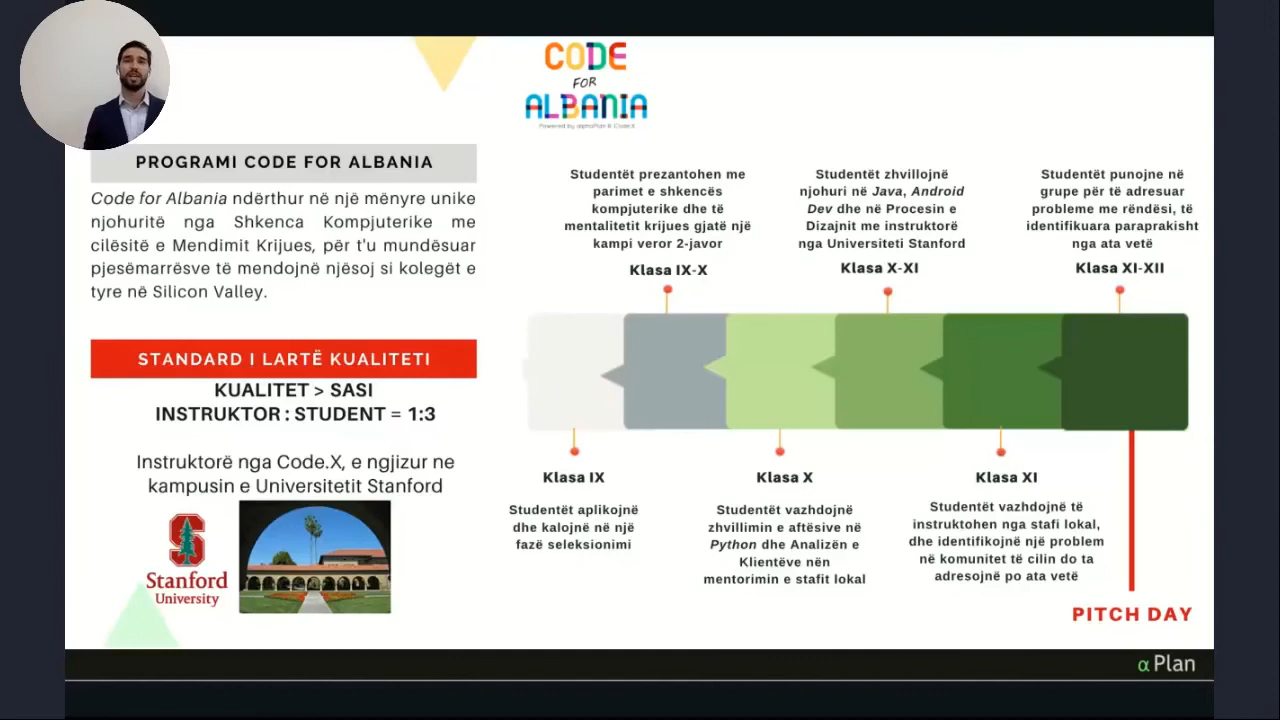 CODE
FOR
ALBANIA
Powered by alphaPlan & Code.X
PROGRAMI CODE FOR ALBANIA
Code for Albania ndërthur në një mënyre unike
njohuritë nga Shkenca Kompjuterike me
cilësitë e Mendimit Krijues, për t'u mundësuar
pjesëmarrësve të mendojnë njësoj si kolegët e
tyre në Silicon Valley.
STANDARD I LARTË KUALITETI
KUALITET > SASI
INSTRUKTOR : STUDENT = 1:3
Instruktorë nga Code.X, e ngjizur ne
kampusin e Universitetit Stanford
Stanford
University
Studentët prezantohen me
parimet e shkencës
kompjuterike dhe të
mentalitetit krijues gjatë një
kampi veror 2-javor
Klasa IX-X
Studentët zhvillojnë
njohuri në Java, Android
Dev dhe në Procesin e
Dizajnit me instruktorë
nga Universiteti Stanford
Klasa X-XI
Studentët punojne në
grupe për të adresuar
probleme me rëndësi, të
identifikuara paraprakisht
nga ata vetë
Klasa XI-XII
Klasa IX
Studentët aplikojnë
dhe kalojnë në një
fazë seleksionimi
Klasa X
Studentët vazhdojnë
zhvillimin e aftësive në
Python dhe Analizën e
Klientëve nën
mentorimin e stafit lokal
Klasa XI
Studentët vazhdojnë të
instruktohen nga stafi lokal,
dhe identifikojnë një problem
në komunitet të cilin do ta
adresojnë po ata vetë
PITCH DAY
α Plan